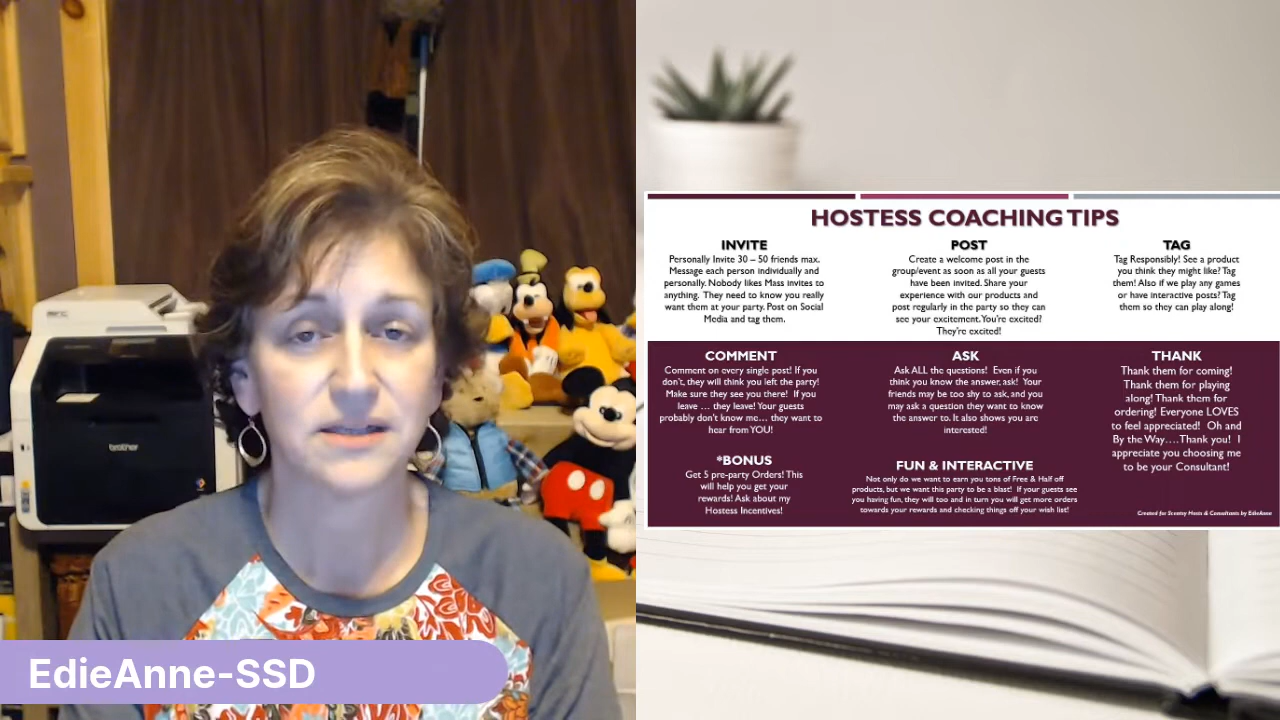 HOSTESS COACHING TIPS
INVITE
Personally Invite 30 – 50 friends max.
Message each person individually and
personally. Nobody likes Mass invites to
anything. They need to know you really
want them at your party. Post on Social
Media and tag them.
POST
Create a welcome post in the
group/event as soon as all your guests
have been invited. Share your
experience with our products and
post regularly in the party so they can
see your excitement. You're excited?
They're excited!
TAG
Tag Responsibly! See a product
you think they might like? Tag
them! Also if we play any games
or have interactive posts? Tag
them so they can play along!
COMMENT
Comment on every single post! If you
don't, they will think you left the party!
Make sure they see you there! If you
leave … they leave! Your guests
probably don't know me… they want to
hear from YOU!
ASK
Ask ALL the questions! Even if you
think you know the answer, ask! Your
friends may be too shy to ask, and you
may ask a question they want to know
the answer to. It also shows you are
interested!
THANK
Thank them for coming!
Thank them for playing
along! Thank them for
ordering! Everyone LOVES
to feel appreciated! Oh and
By the Way….Thank you! I
appreciate you choosing me
to be your Consultant!
*BONUS
Get 5 pre-party Orders! This
will help you get your
rewards! Ask about my
Hostess Incentives!
FUN & INTERACTIVE
Not only do we want to earn you tons of Free & Half off
products, but we want this party to be a blast! If your guests see
you having fun, they will too and in turn you will get more orders
towards your rewards and checking things off your wish list!
Created for Scentsy Hosts & Consultants by EdieAnne
brother
EdieAnne-SSD